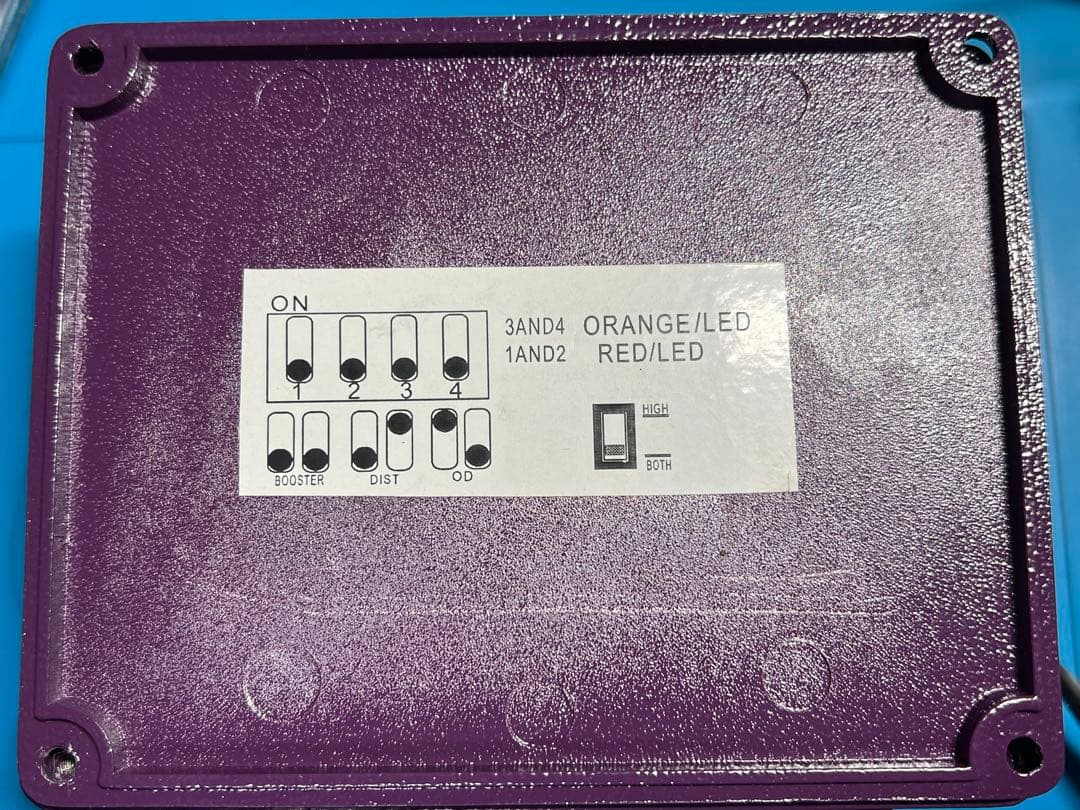 ON
3AND4 ORANGE/LED
1AND2 RED/LED
1 2 3 4
HIGH
BOTH
BOOSTER DIST OD